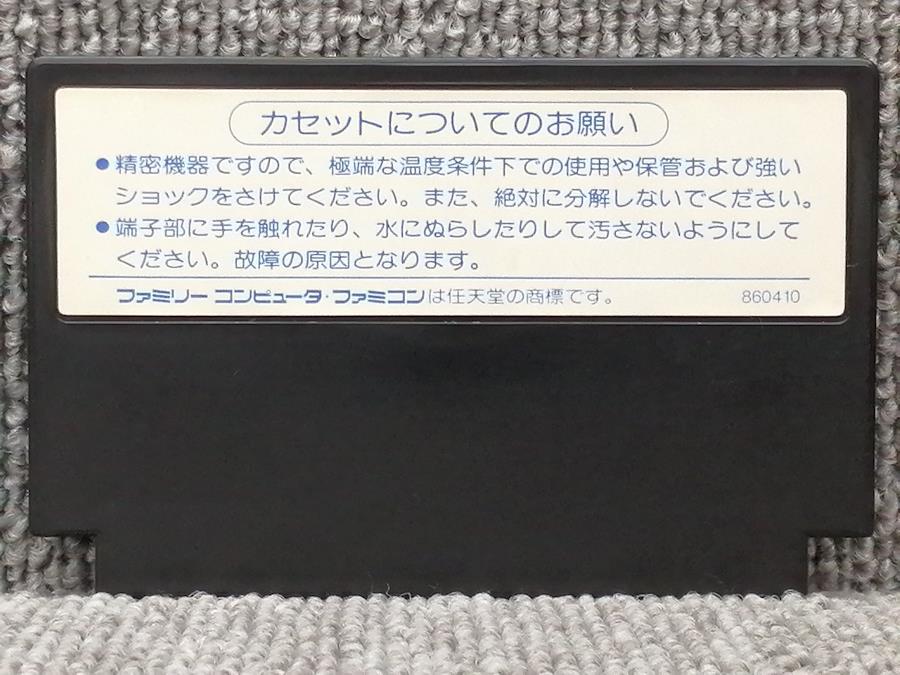 カセットについてのお願い
●精密機器ですので、極端な温度条件下での使用や保管および強い
ショックをさけてください。また、絶対に分解しないでください。
●端子部に手を触れたり、水にぬらしたりして汚さないようにして
ください。故障の原因となります。
ファミリー コンピュータ・ファミコンは任天堂の商標です。 860410